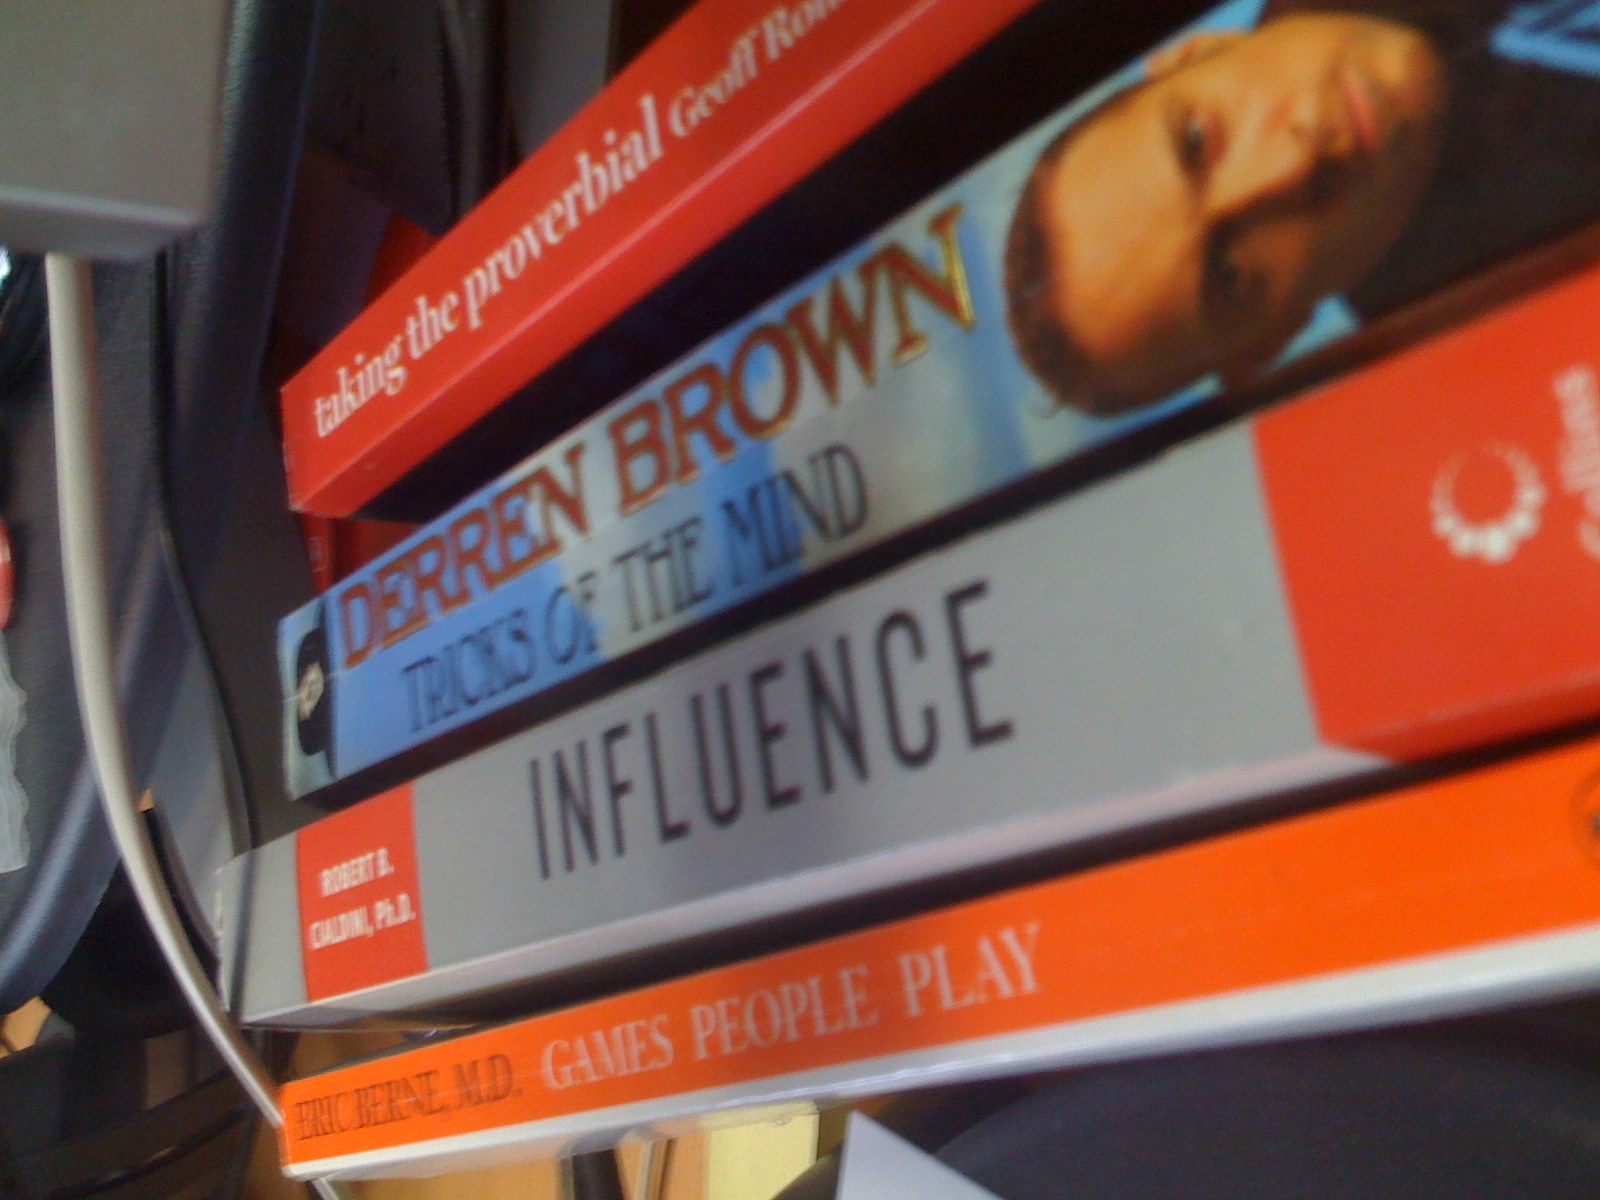 taking the proverbial Geoff
DERREN BROWN
TRICKS OF THE MIND
ROBERT B.
CIALDINI, Ph.D.
INFLUENCE
Collins
ERIC BERNE, M.D. GAMES PEOPLE PLAY